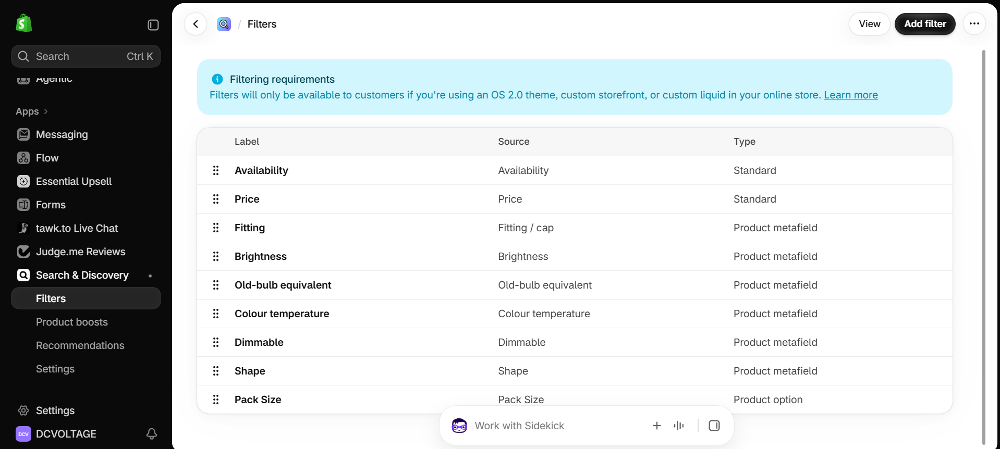 Search Ctrl K
Agentic
Apps
Messaging
Flow
Essential Upsell
Forms
tawk.to Live Chat
Judge.me Reviews
Search & Discovery
Filters
Product boosts
Recommendations
Settings
Settings
DCV DCVOLTAGE
/ Filters
View
Add filter
Filtering requirements
Filters will only be available to customers if you're using an OS 2.0 theme, custom storefront, or custom liquid in your online store. Learn more
Label Source Type
Availability Availability Standard
Price Price Standard
Fitting Fitting / cap Product metafield
Brightness Brightness Product metafield
Old-bulb equivalent Old-bulb equivalent Product metafield
Colour temperature Colour temperature Product metafield
Dimmable Dimmable Product metafield
Shape Shape Product metafield
Pack Size Pack Size Product option
Work with Sidekick